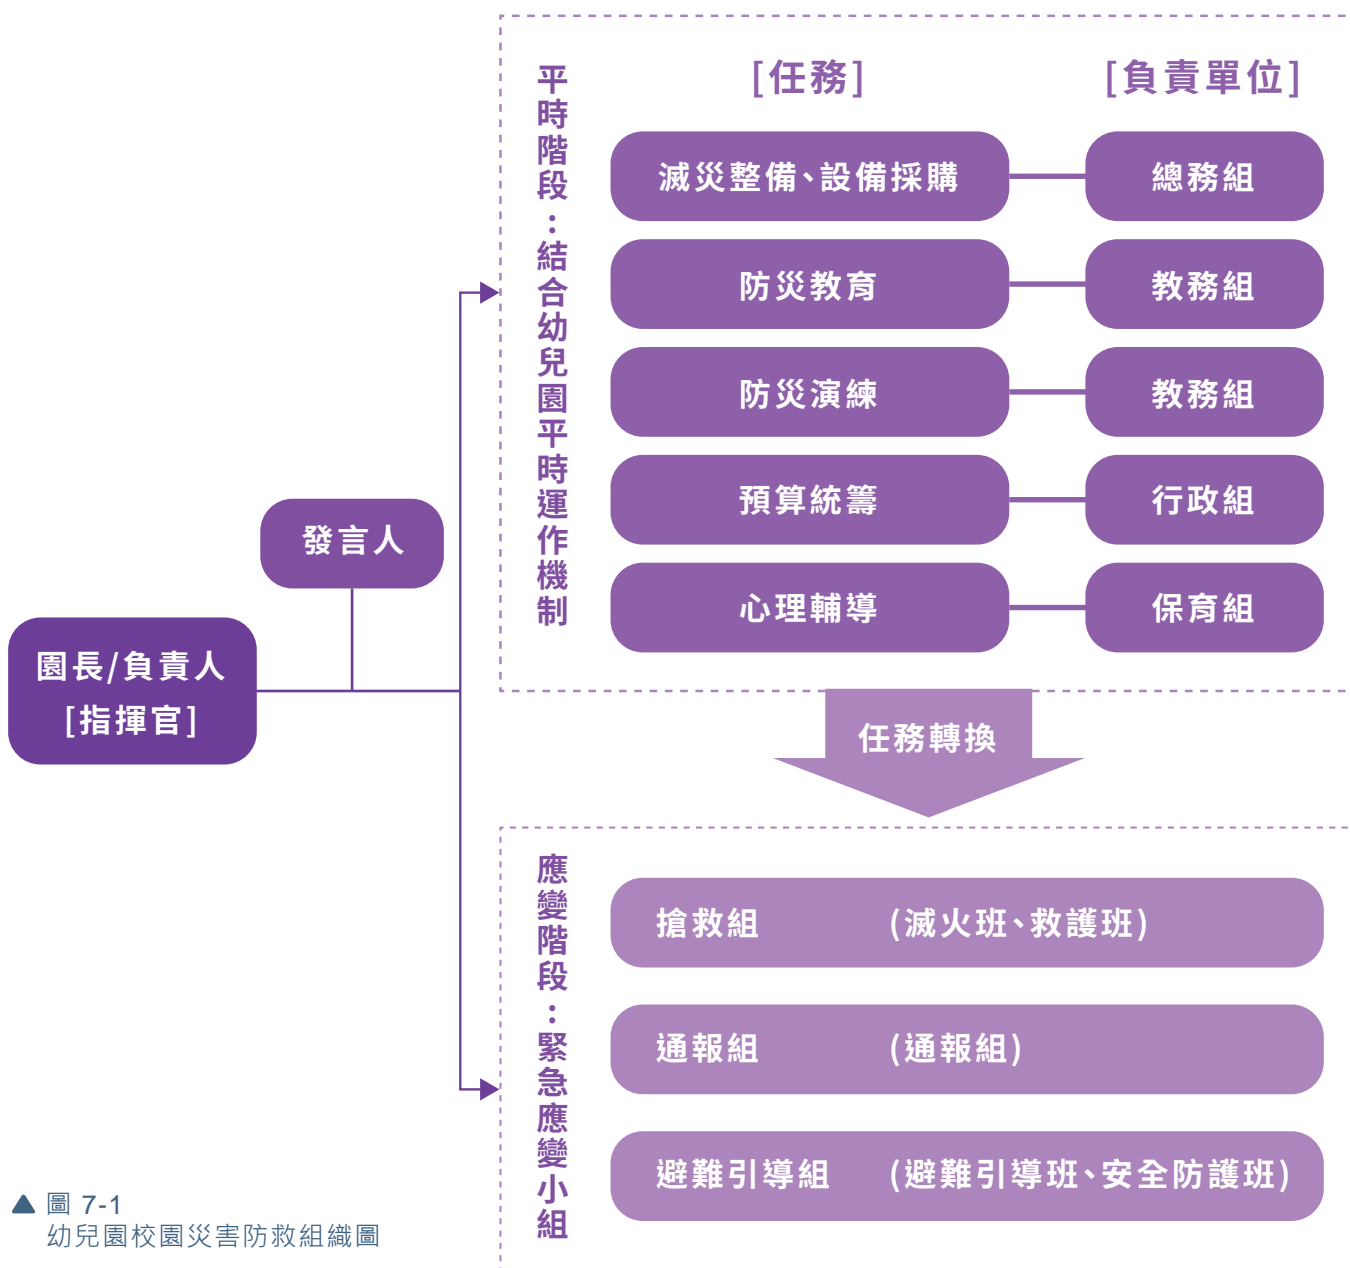 園長/負責人
[指揮官]
發言人
平時階段：結合幼兒園平時運作機制
[任務]
[負責單位]
減災整備、設備採購
總務組
防災教育
教務組
防災演練
教務組
預算統籌
行政組
心理輔導
保育組
任務轉換
應變階段：緊急應變小組
搶救組 (滅火班、救護班)
通報組 (通報組)
避難引導組 (避難引導班、安全防護班)
▲ 圖 7-1
幼兒園校園災害防救組織圖